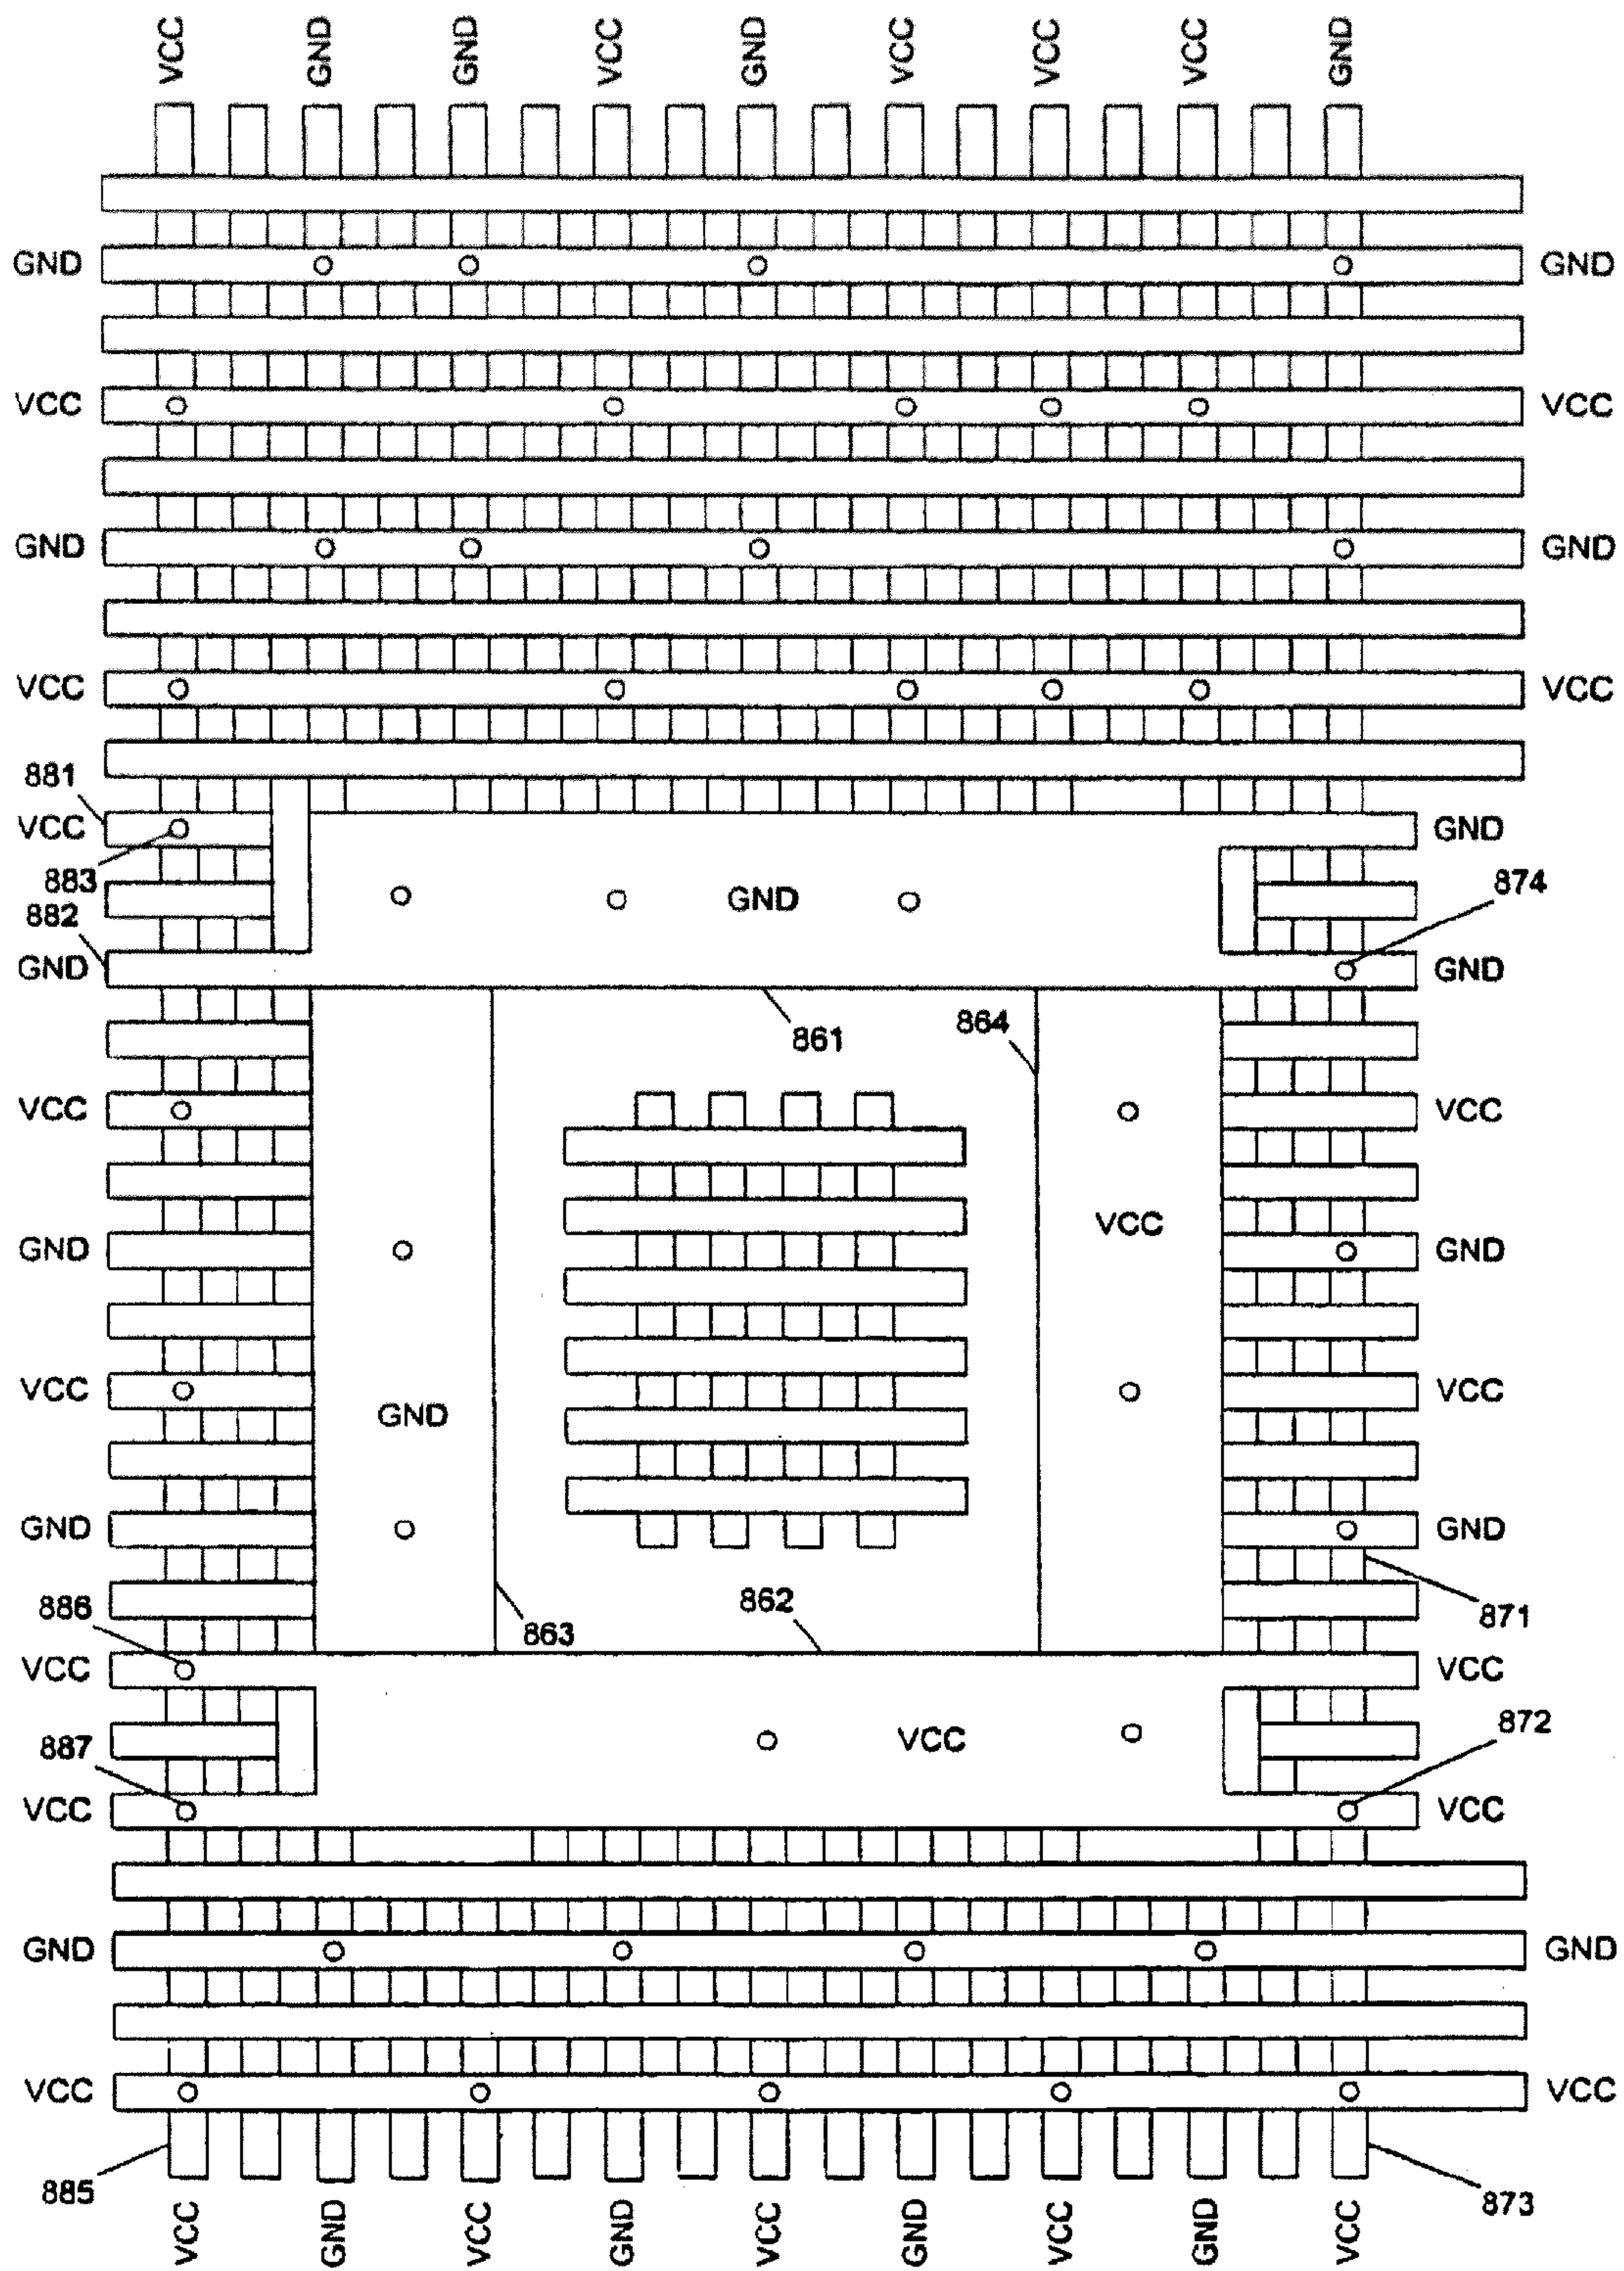 VCC GND GND VCC GND VCC VCC VCC GND
GND GND
VCC VCC
GND GND
VCC VCC
881
VCC GND
883 874
882 GND
GND GND
861 864
VCC VCC
VCC
GND GND
VCC VCC
GND
GND GND
886 862 871
863
VCC VCC
887 VCC 872
VCC VCC
GND GND
VCC VCC
885 873
VCC GND VCC GND VCC GND VCC GND VCC